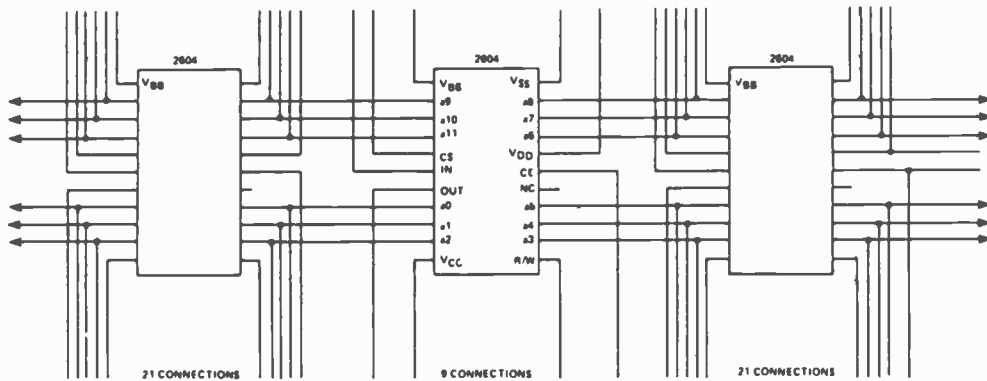 2604
2604
2604
VBB
VBB
VSS
VBB
a9
a8
a10
a7
a11
a6
CS
VDD
IN
CE
OUT
NC
a0
a5
a1
a4
a2
a3
VCC
R/W
21 CONNECTIONS
9 CONNECTIONS
21 CONNECTIONS